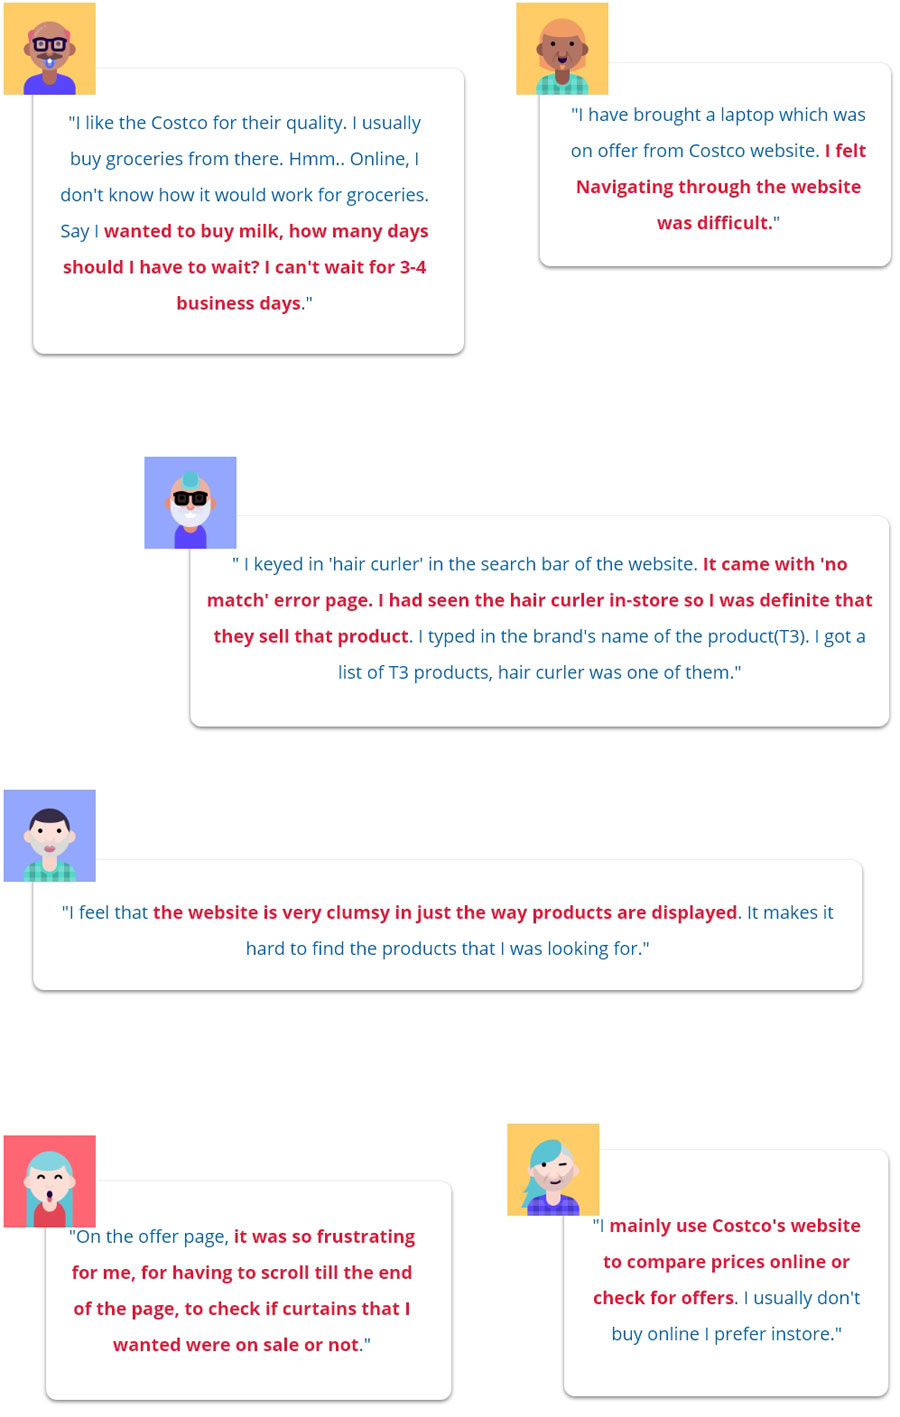 "I like the Costco for their quality. I usually
buy groceries from there. Hmm.. Online, I
don't know how it would work for groceries.
Say I wanted to buy milk, how many days
should I have to wait? I can't wait for 3-4
business days."
"I have brought a laptop which was
on offer from Costco website. I felt
Navigating through the website
was difficult."
" I keyed in 'hair curler' in the search bar of the website. It came with 'no
match' error page. I had seen the hair curler in-store so I was definite that
they sell that product. I typed in the brand's name of the product(T3). I got a
list of T3 products, hair curler was one of them."
"I feel that the website is very clumsy in just the way products are displayed. It makes it
hard to find the products that I was looking for."
"On the offer page, it was so frustrating
for me, for having to scroll till the end
of the page, to check if curtains that I
wanted were on sale or not."
"I mainly use Costco's website
to compare prices online or
check for offers. I usually don't
buy online I prefer instore."